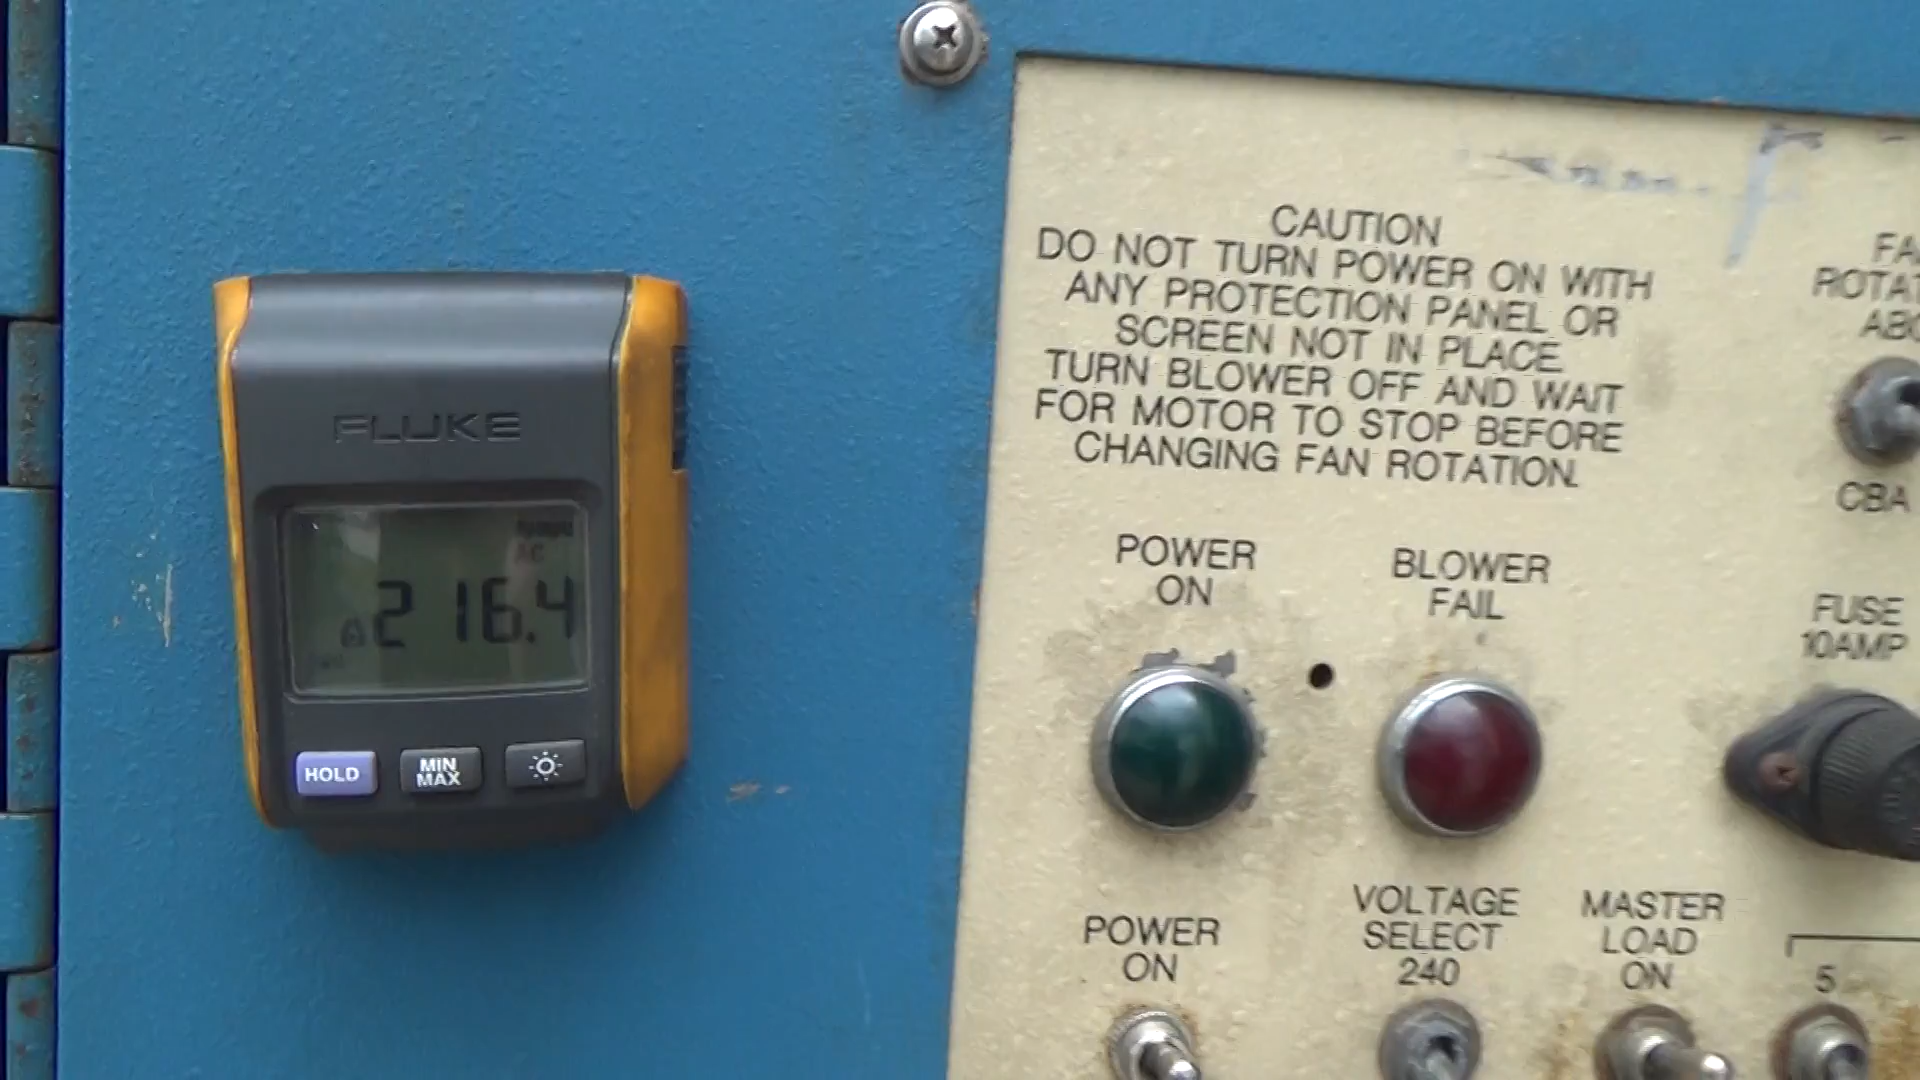 FLUKE
AC
216.4
HOLD
MIN
MAX
CAUTION
DO NOT TURN POWER ON WITH
ANY PROTECTION PANEL OR
SCREEN NOT IN PLACE.
TURN BLOWER OFF AND WAIT
FOR MOTOR TO STOP BEFORE
CHANGING FAN ROTATION.
CBA
POWER
ON
BLOWER
FAIL
FUSE
10AMP
POWER
ON
VOLTAGE
SELECT
240
MASTER
LOAD
ON
5